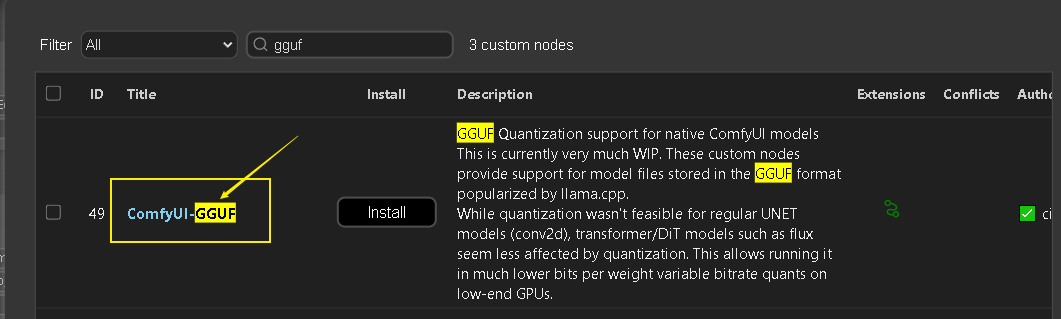 Filter All gguf 3 custom nodes
ID Title Install Description Extensions Conflicts
GGUF Quantization support for native ComfyUI models
This is currently very much WIP. These custom nodes
provide support for model files stored in the GGUF format
popularized by llama.cpp.
49 ComfyUI-GGUF Install
While quantization wasn't feasible for regular UNET
models (conv2d), transformer/DiT models such as flux
seem less affected by quantization. This allows running it
in much lower bits per weight variable bitrate quants on
low-end GPUs.